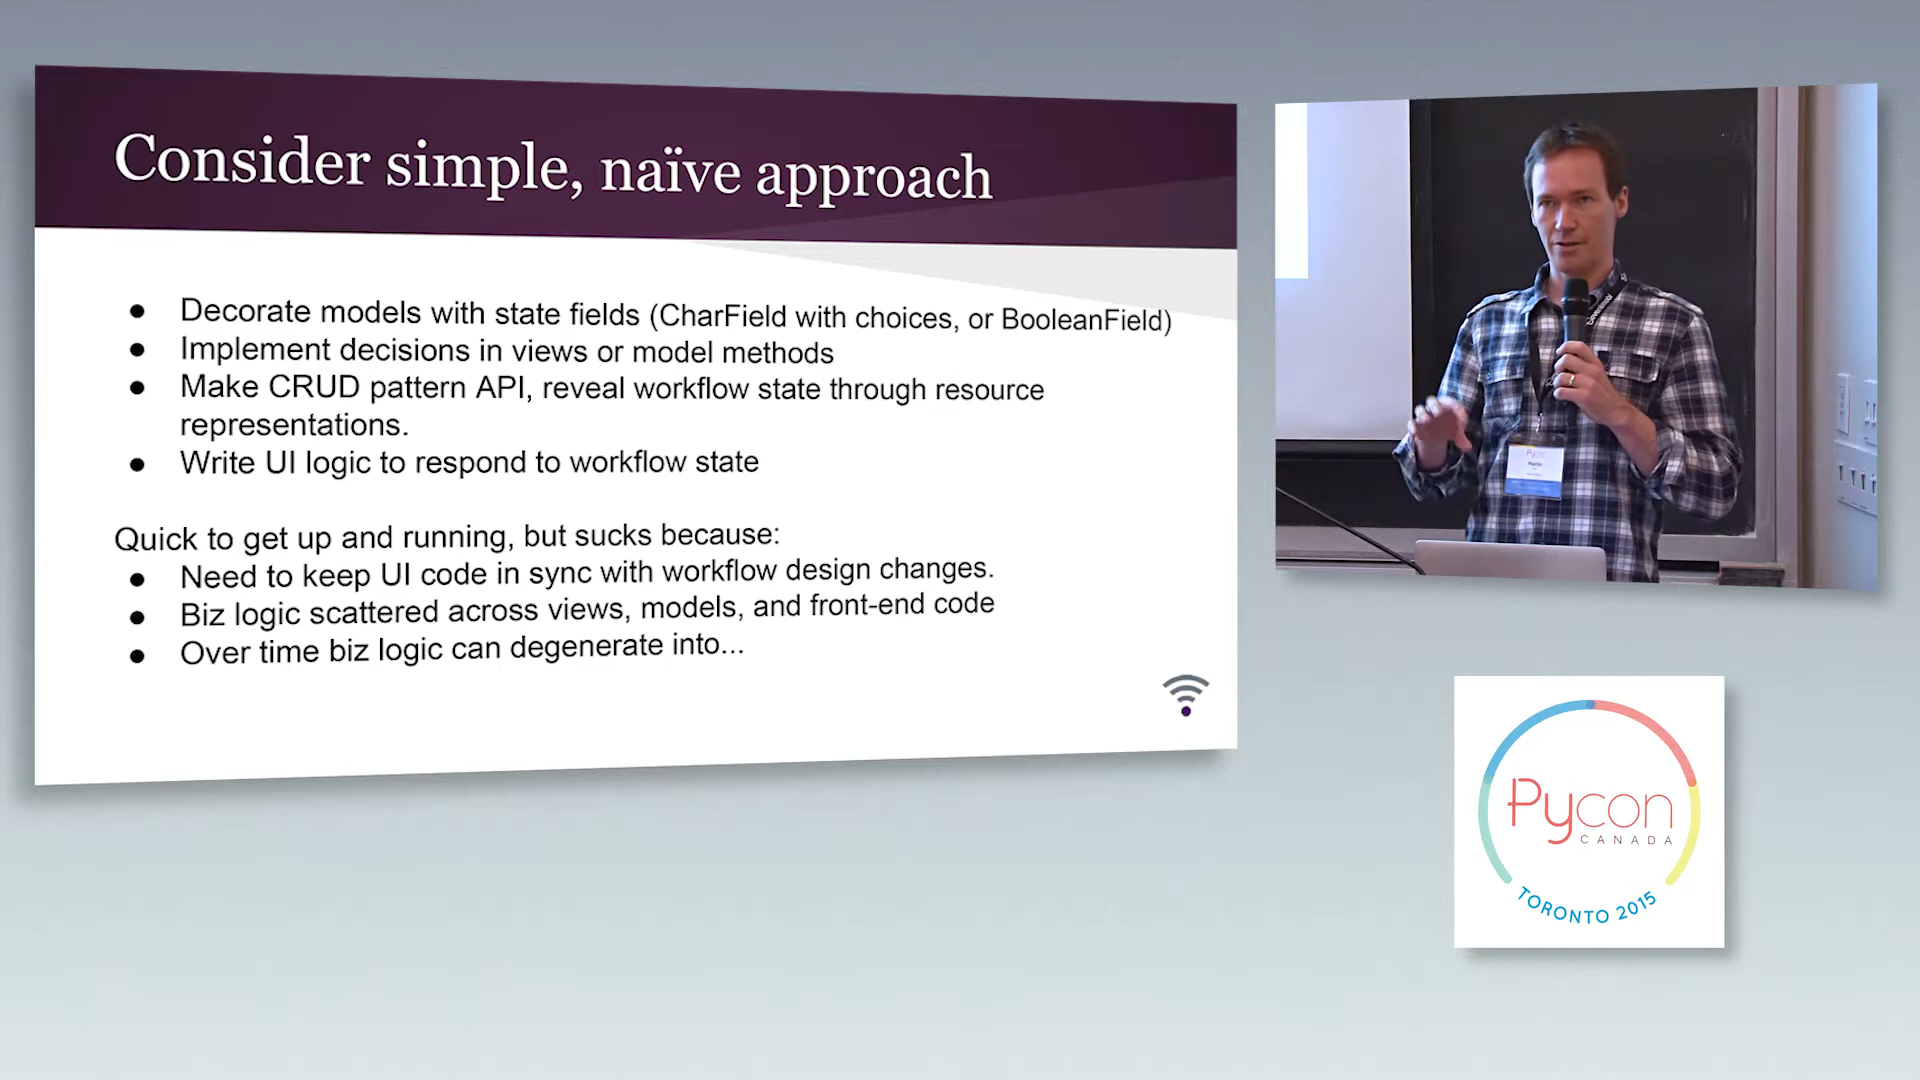 Consider simple, naïve approach
● Decorate models with state fields (CharField with choices, or BooleanField)
● Implement decisions in views or model methods
● Make CRUD pattern API, reveal workflow state through resource
representations.
● Write UI logic to respond to workflow state
Quick to get up and running, but sucks because:
● Need to keep UI code in sync with workflow design changes.
● Biz logic scattered across views, models, and front-end code
● Over time biz logic can degenerate into...
Martin
Pycon
CANADA
TORONTO 2015